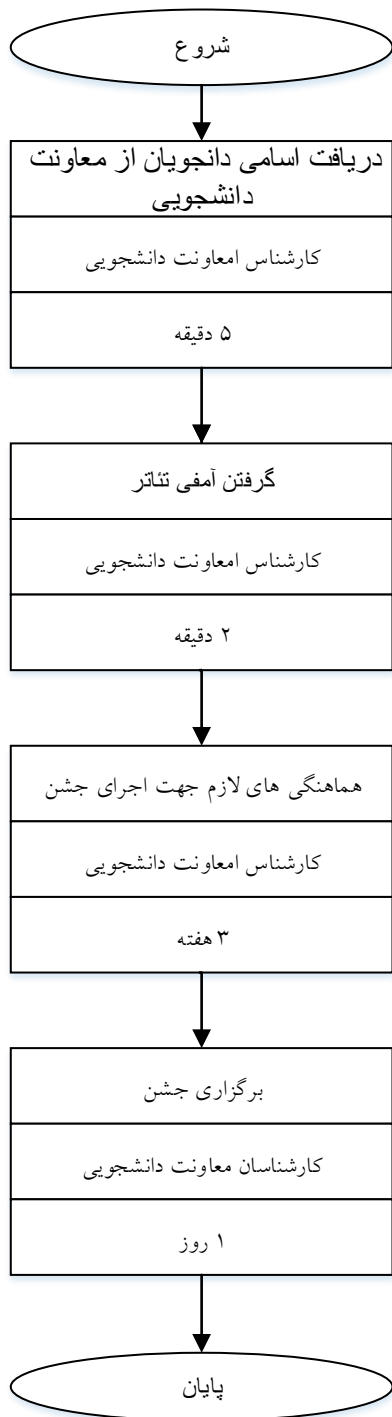 شروع
دریافت اسامی دانجویان از معاونت
دانشجویی
کارشناس امعاونت دانشجویی
۵ دقیقه
گرفتن آمفی تئاتر
کارشناس امعاونت دانشجویی
۲ دقیقه
هماهنگی های لازم جهت اجرای جشن
کارشناس امعاونت دانشجویی
۳ هفته
برگزاری جشن
کارشناسان معاونت دانشجویی
۱ روز
پایان